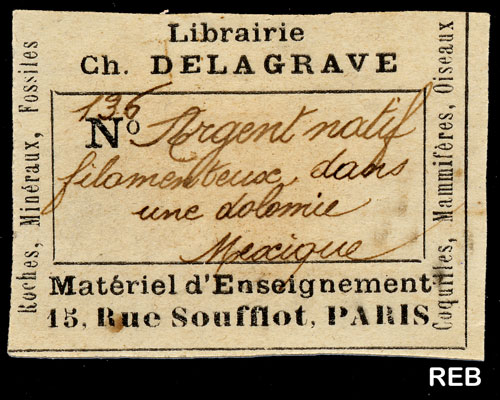 Librairie
Ch. DELAGRAVE
Roches, Minéraux, Fossiles
136
Nº Argent natif
filamenteux dans
une dolomie
Mexique
Coquilles, Mammifères, Oiseaux
Matériel d'Enseignement
15, Rue Soufflot, PARIS
REB